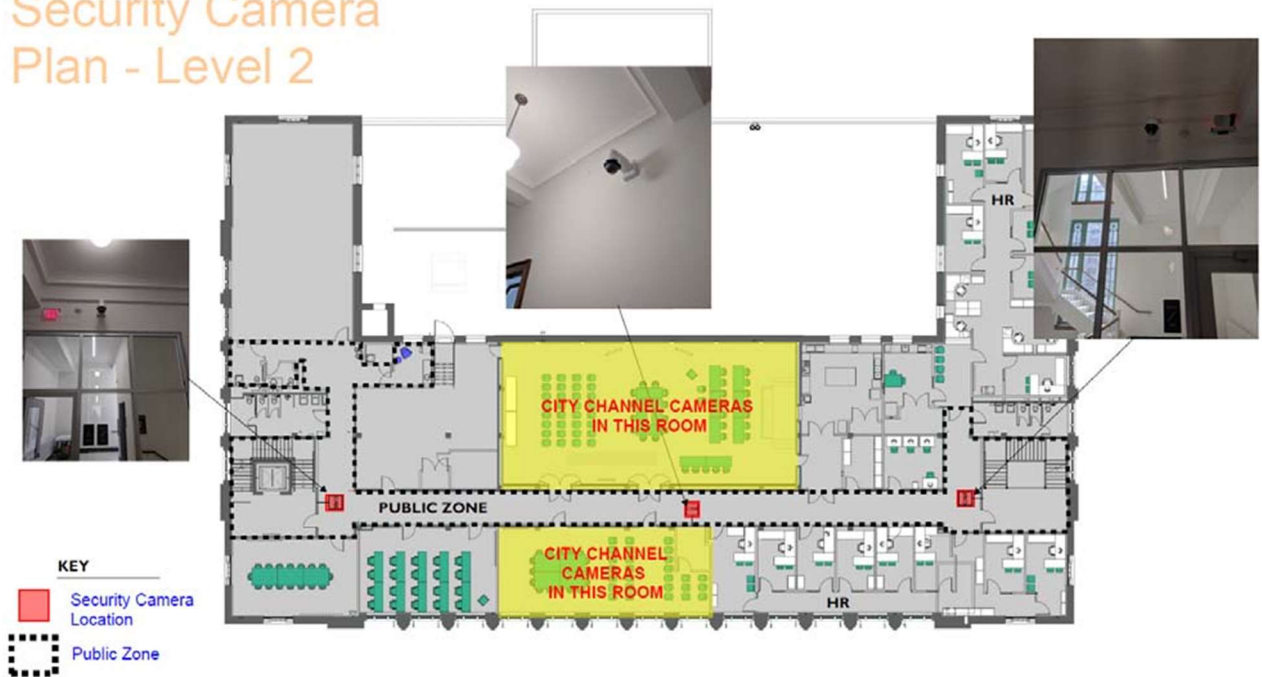 Security Camera
Plan - Level 2
HR
CITY CHANNEL CAMERAS
IN THIS ROOM
PUBLIC ZONE
CITY CHANNEL
CAMERAS
IN THIS ROOM
HR
KEY
Security Camera
Location
Public Zone